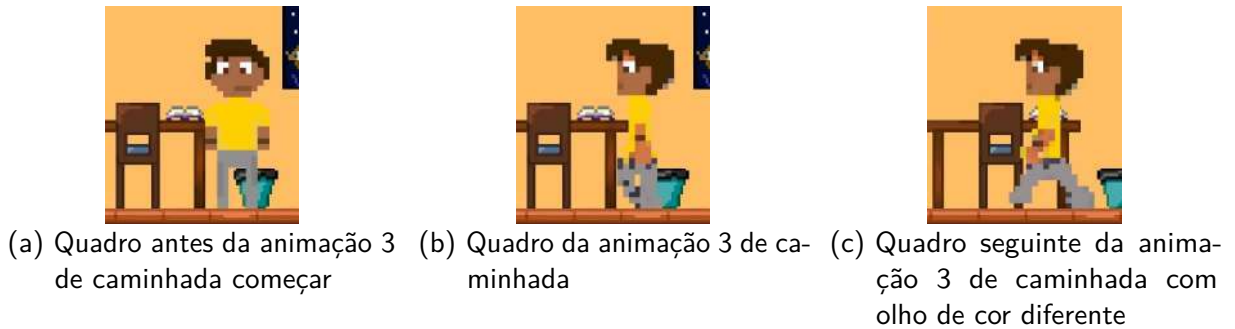 (a) Quadro antes da animação 3
de caminhada começar
(b) Quadro da animação 3 de ca-
minhada
(c) Quadro seguinte da anima-
ção 3 de caminhada com
olho de cor diferente